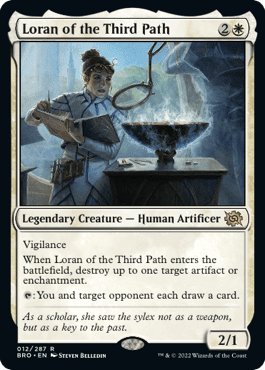 Loran of the Third Path 2W
Legendary Creature — Human Artificer
Vigilance
When Loran of the Third Path enters the
battlefield, destroy up to one target artifact or
enchantment.
T: You and target opponent each draw a card.
As a scholar, she saw the sylex not as a weapon,
but as a key to the past.
2/1
012/287 R
BRO • EN Steven Belledin
™ & © 2022 Wizards of the Coast